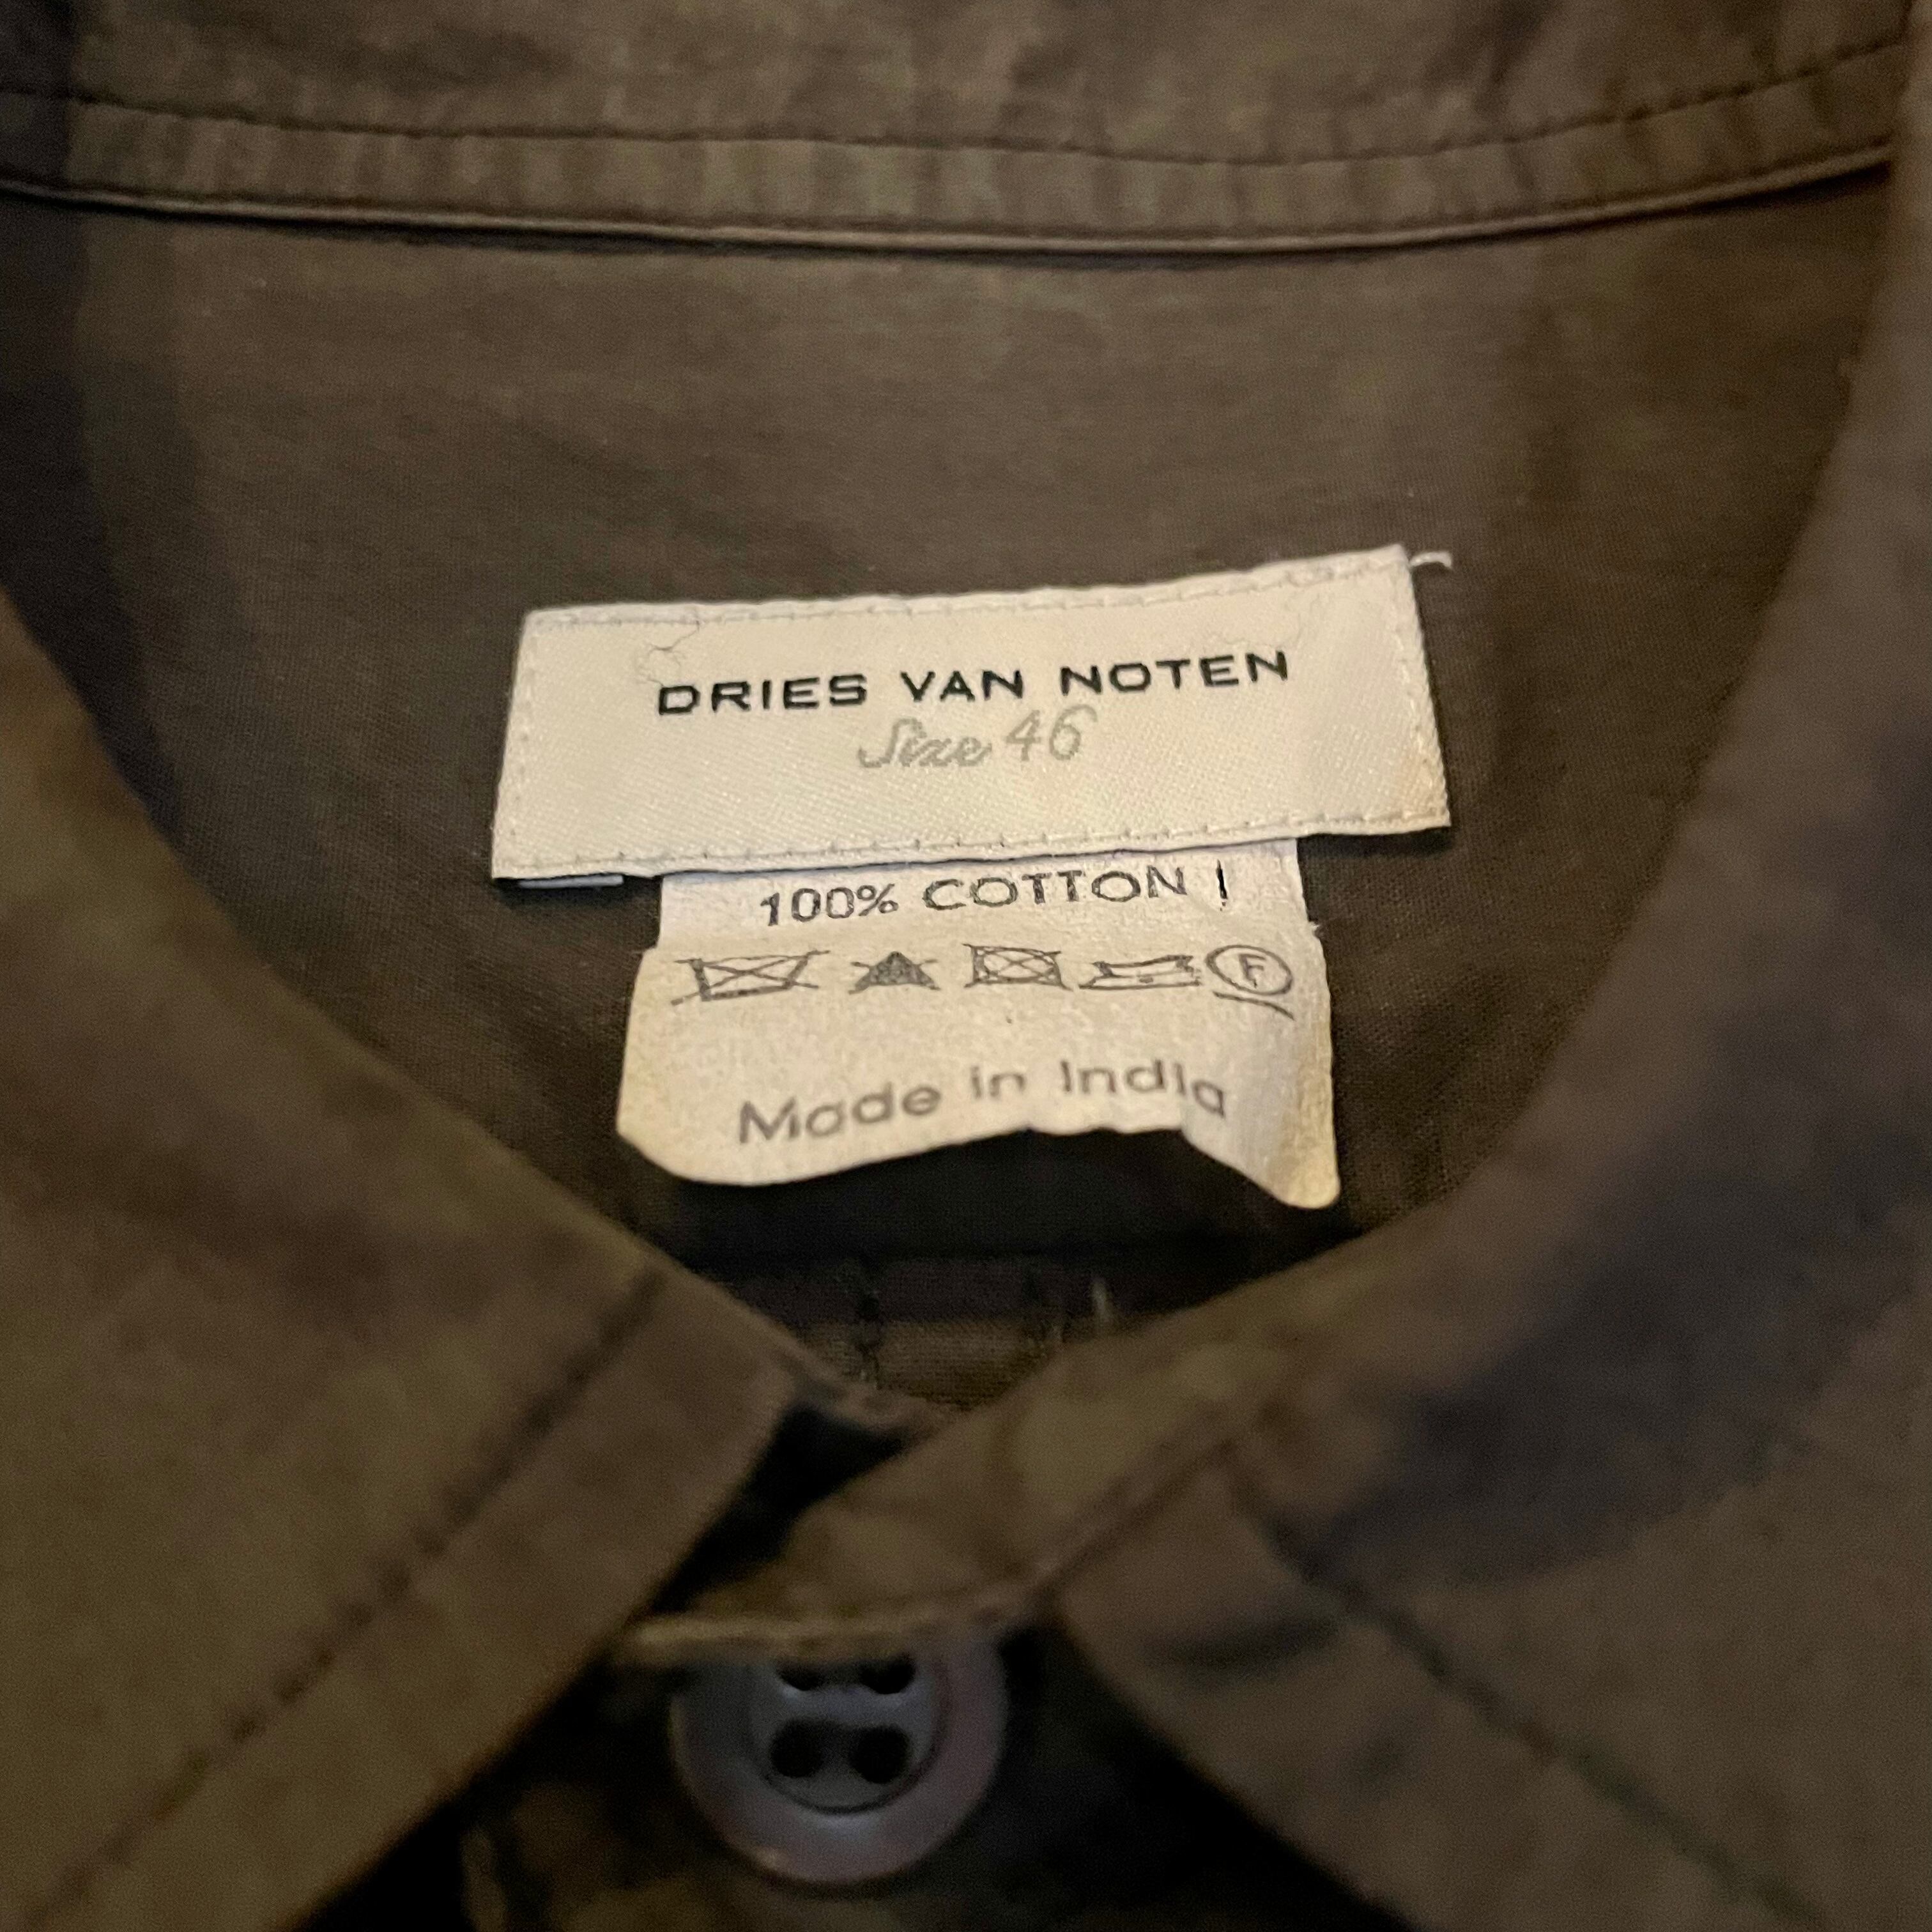 DRIES VAN NOTEN
Size 46
100% COTTON
F
Made in India